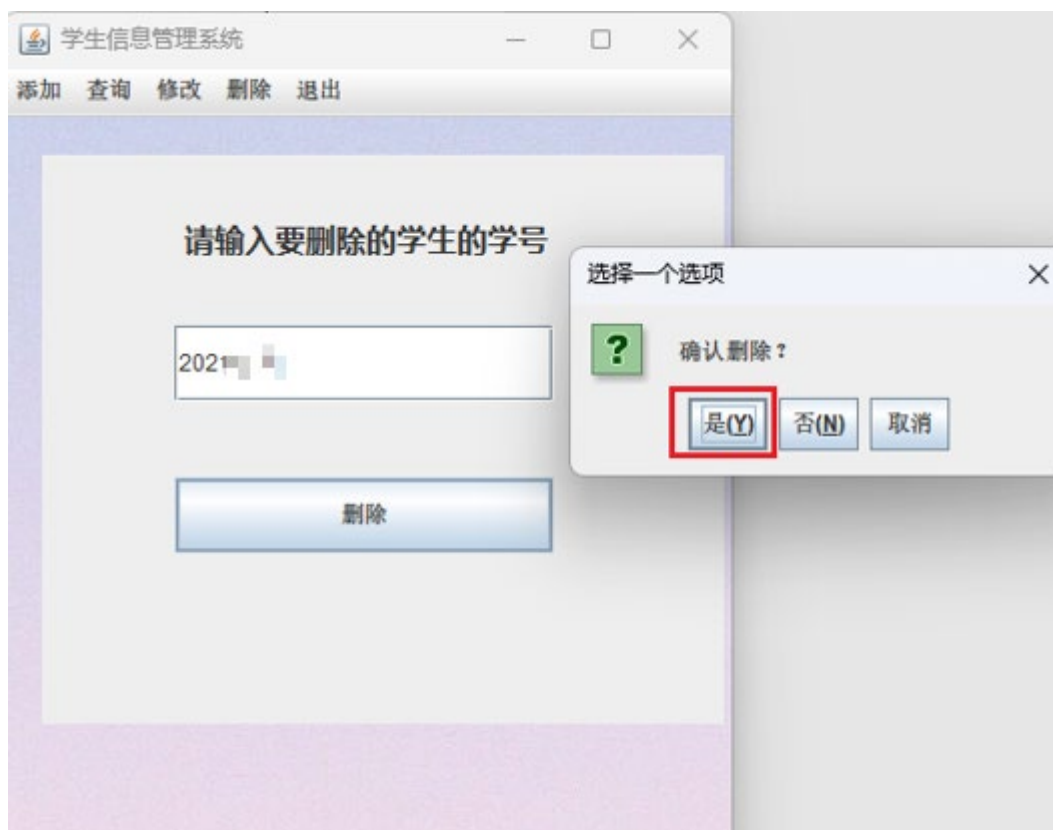 学生信息管理系统
添加 查询 修改 删除 退出
请输入要删除的学生的学号
2021
删除
选择一个选项
确认删除？
是(Y) 否(N) 取消